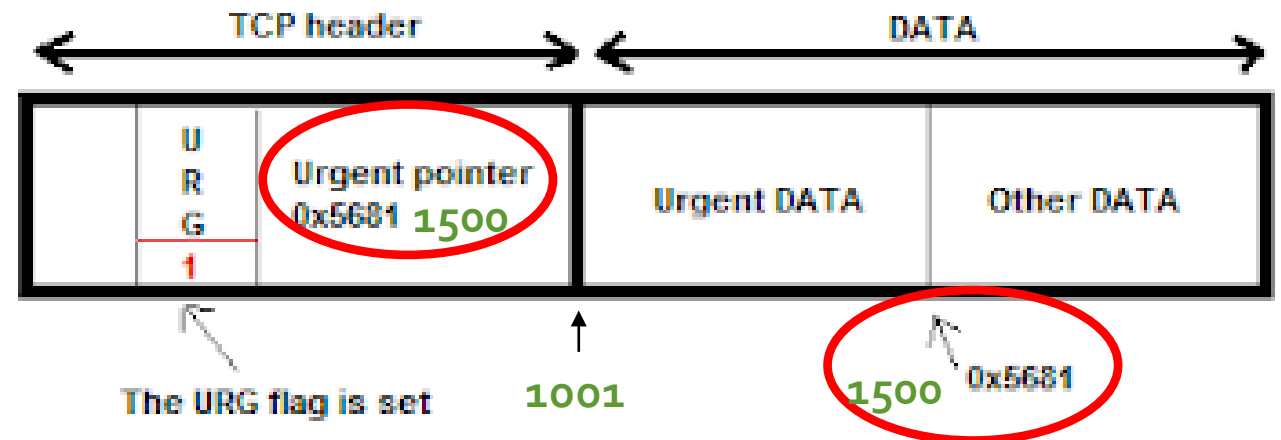 TCP header
DATA
U
R
G
1
Urgent pointer
0x5681 1500
Urgent DATA
Other DATA
The URG flag is set
1001
1500
0x5681